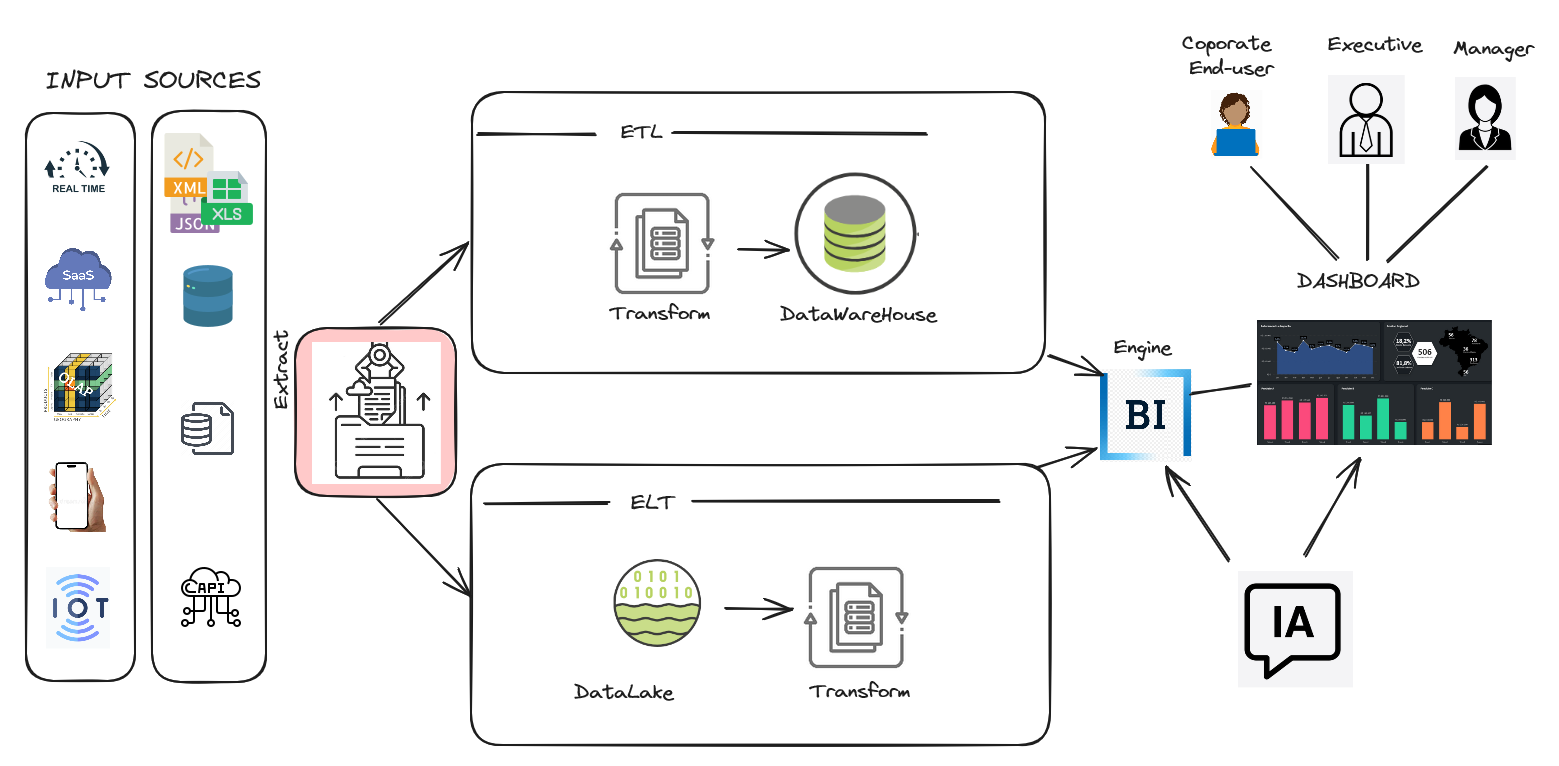 INPUT SOURCES
REAL TIME
SaaS
OLAP
IOT
XML
JSON
XLS
API
Extract
ETL
Transform
DataWareHouse
ELT
0101
010010
DataLake
Transform
Engine
BI
Coporate
End-user
Executive
Manager
DASHBOARD
18,2%
81,8%
506
IA